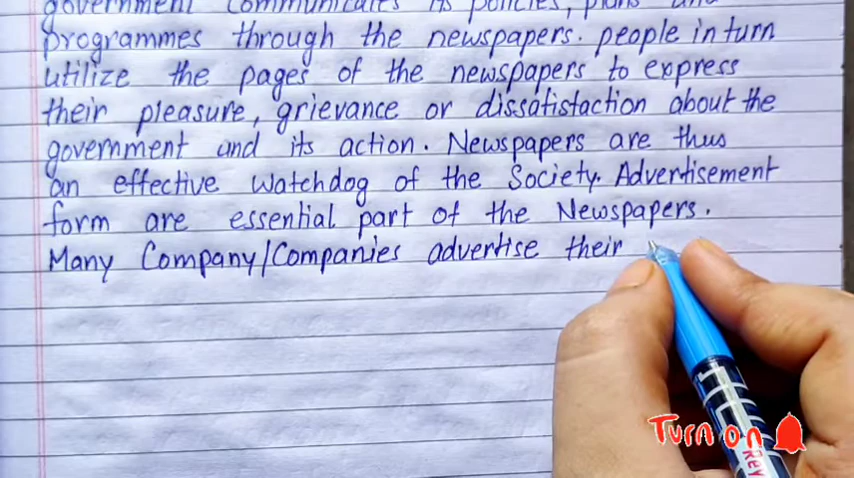 government communicates its policies, plans and
programmes through the newspapers. people in turn
utilize the pages of the newspapers to express
their pleasure, grievance or dissatistaction about the
government and its action. Newspapers are thus
an effective watchdog of the Society. Advertisement
form are essential part of the Newspapers.
Many Company/Companies advertise their
Turn on